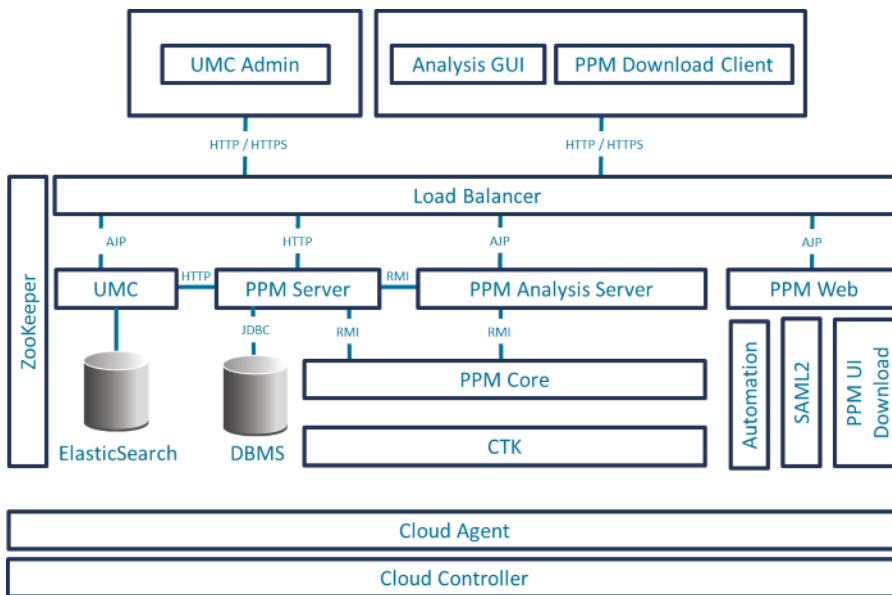 UMC Admin
Analysis GUI
PPM Download Client
HTTP / HTTPS
HTTP / HTTPS
ZooKeeper
Load Balancer
AJP
HTTP
AJP
AJP
UMC
HTTP
PPM Server
RMI
PPM Analysis Server
PPM Web
JDBC
RMI
RMI
PPM Core
Automation
SAML2
PPM UI
Download
ElasticSearch
DBMS
CTK
Cloud Agent
Cloud Controller